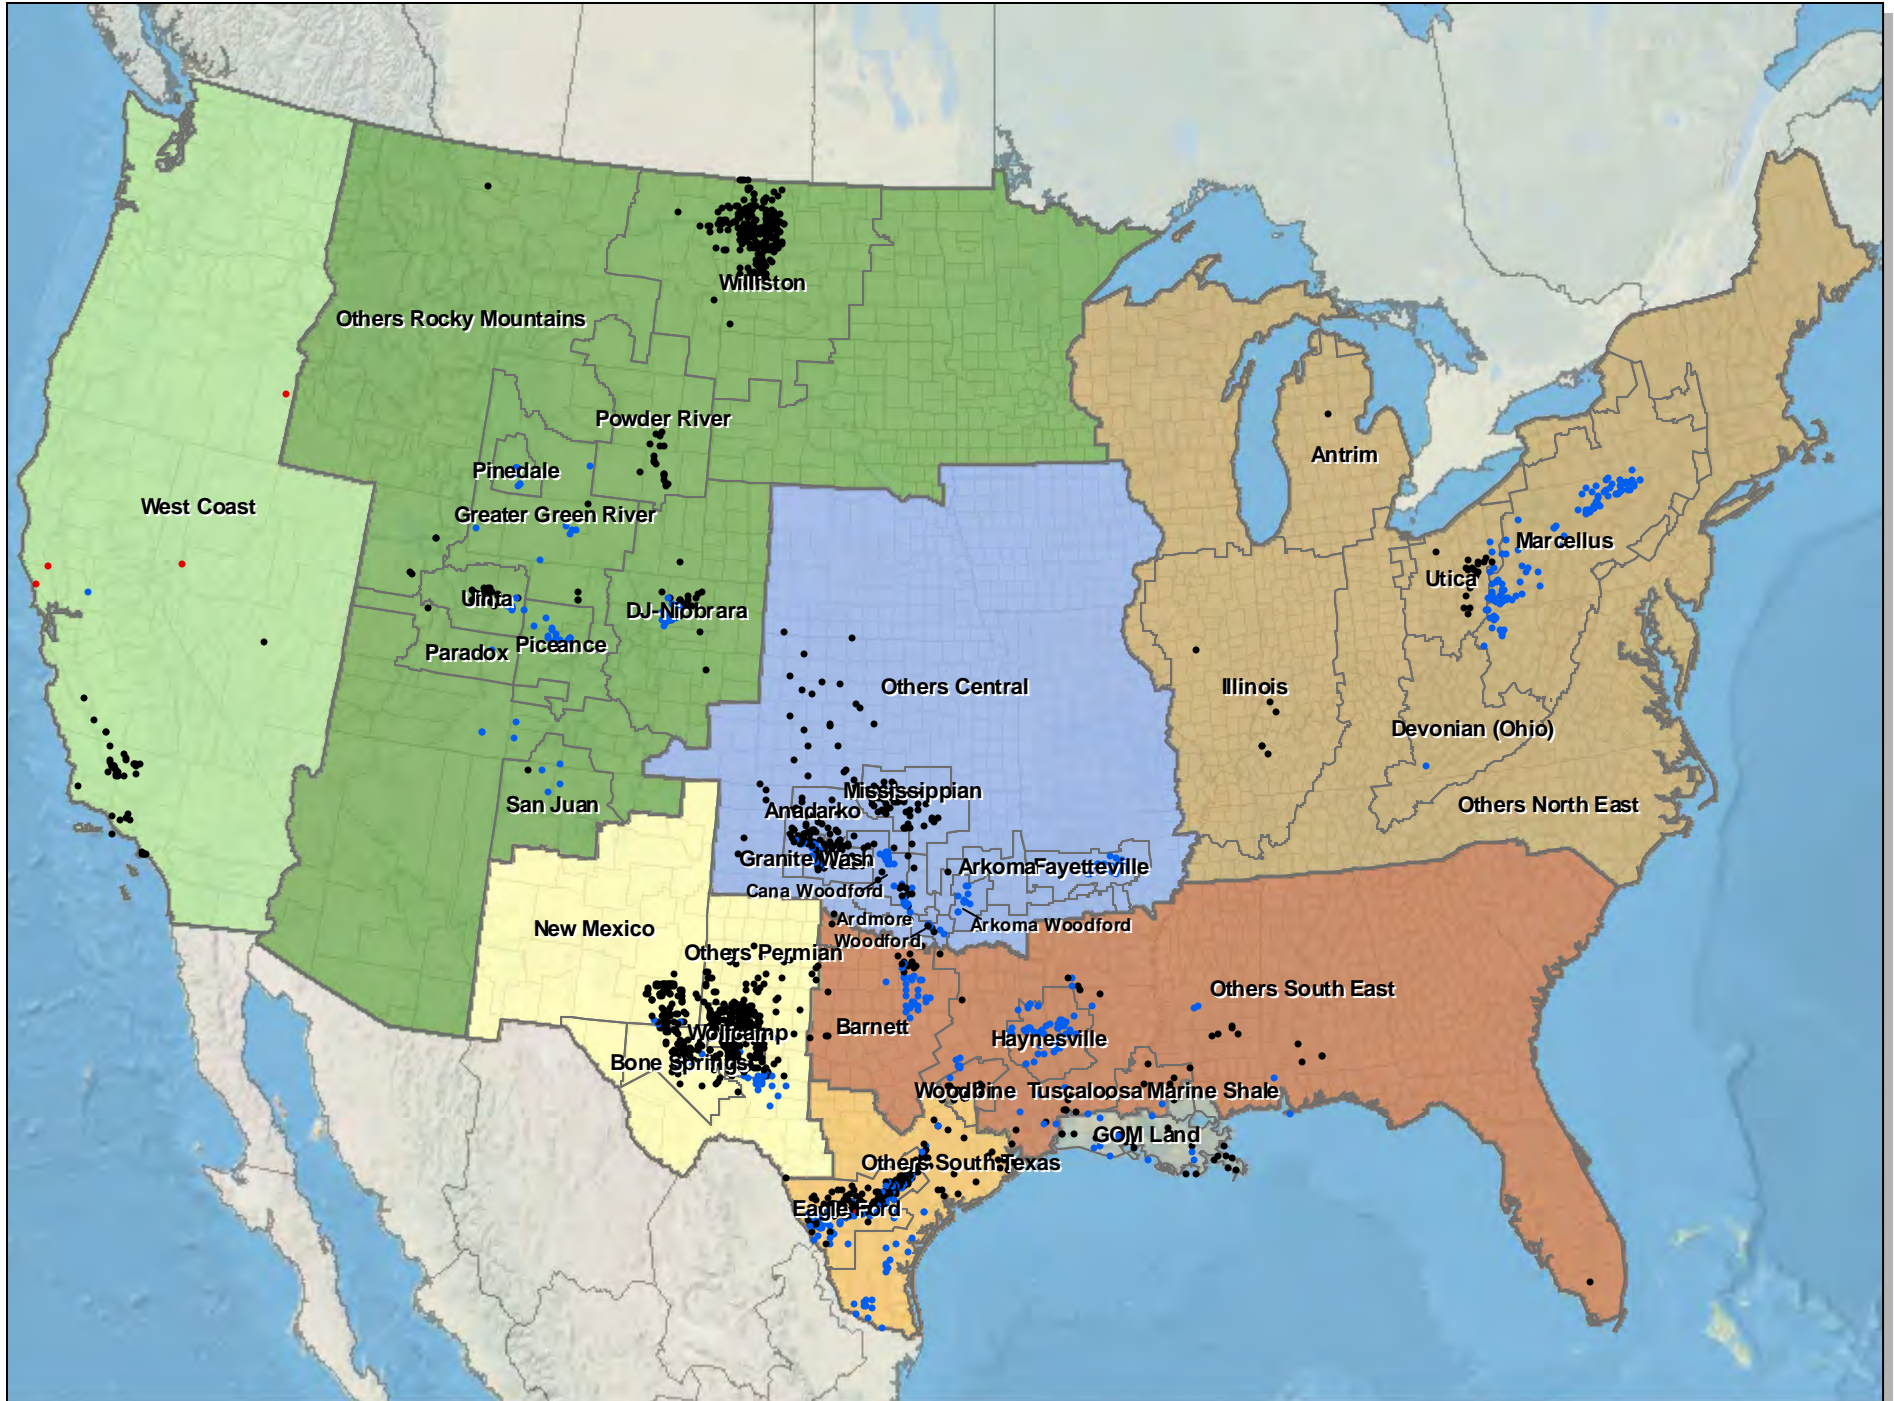 Williston
Others Rocky Mountains
Powder River
Antrim
Pinedale
West Coast
Greater Green River
Marcellus
Utica
Uinta
DJ-Niobrara
Piceance
Paradox
Others Central
Illinois
Devonian (Ohio)
Mississippian
San Juan
Others North East
Anadarko
Granite Wash
Arkoma
Fayetteville
Cana Woodford
Ardmore
Woodford
Arkoma Woodford
New Mexico
Others Permian
Others South East
Barnett
Wolfcamp
Haynesville
Bone Springs
Woodbine
Tuscaloosa Marine Shale
GOM Land
Others South Texas
Eagle Ford